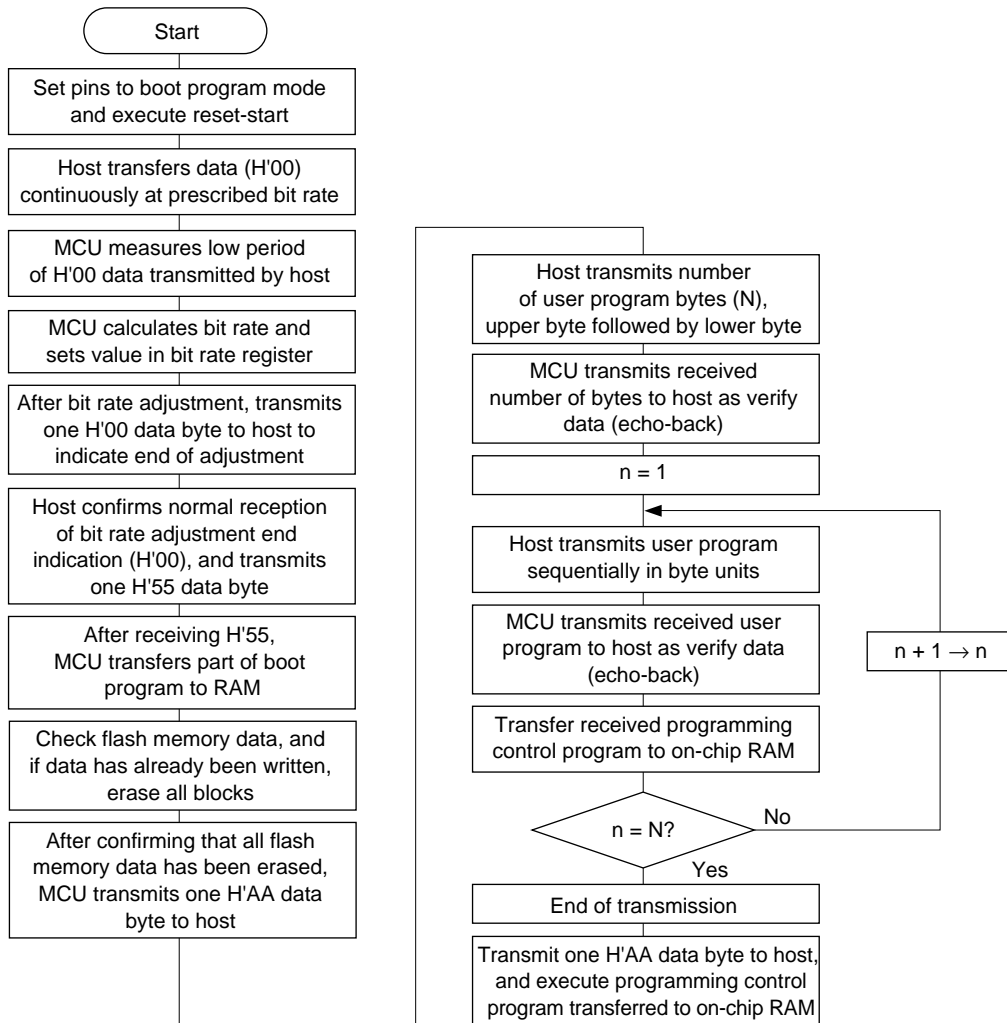 Start
Set pins to boot program mode
and execute reset-start
Host transfers data (H'00)
continuously at prescribed bit rate
MCU measures low period
of H'00 data transmitted by host
MCU calculates bit rate and
sets value in bit rate register
After bit rate adjustment, transmits
one H'00 data byte to host to
indicate end of adjustment
Host confirms normal reception
of bit rate adjustment end
indication (H'00), and transmits
one H'55 data byte
After receiving H'55,
MCU transfers part of boot
program to RAM
Check flash memory data, and
if data has already been written,
erase all blocks
After confirming that all flash
memory data has been erased,
MCU transmits one H'AA data
byte to host
Host transmits number
of user program bytes (N),
upper byte followed by lower byte
MCU transmits received
number of bytes to host as verify
data (echo-back)
n = 1
Host transmits user program
sequentially in byte units
MCU transmits received user
program to host as verify data
(echo-back)
n + 1 → n
Transfer received programming
control program to on-chip RAM
n = N?
No
Yes
End of transmission
Transmit one H'AA data byte to host,
and execute programming control
program transferred to on-chip RAM